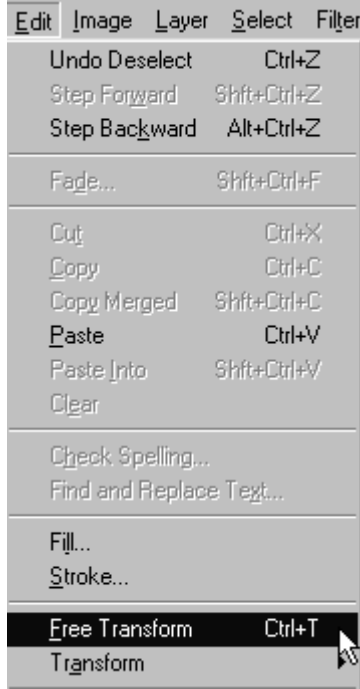 Edit Image Layer Select Filter
Undo Deselect Ctrl+Z
Step Forward Shft+Ctrl+Z
Step Backward Alt+Ctrl+Z
Fade... Shft+Ctrl+F
Cut Ctrl+X
Copy Ctrl+C
Copy Merged Shft+Ctrl+C
Paste Ctrl+V
Paste Into Shft+Ctrl+V
Clear
Check Spelling...
Find and Replace Text...
Fill...
Stroke...
Free Transform Ctrl+T
Transform